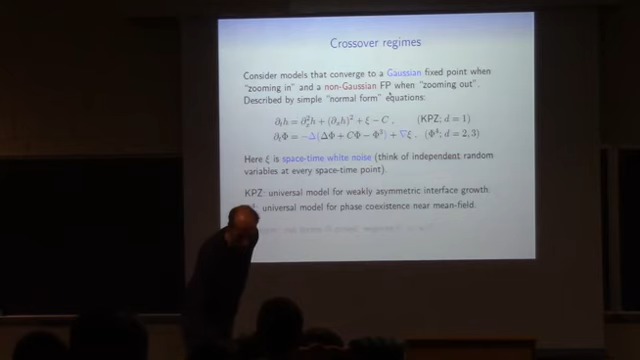 Crossover regimes
Consider models that converge to a Gaussian fixed point when
"zooming in" and a non-Gaussian FP when "zooming out".
Described by simple "normal form" equations:
∂ₜh = ∂ₓ²h + (∂ₓh)² + ξ − C , (KPZ; d = 1)
∂ₜΦ = −Δ(ΔΦ + CΦ − Φ³) + ∇ξ . (Φ⁴; d = 2, 3)
Here ξ is space-time white noise (think of independent random
variables at every space-time point).
KPZ: universal model for weakly asymmetric interface growth.
: universal model for phase coexistence near mean-field.